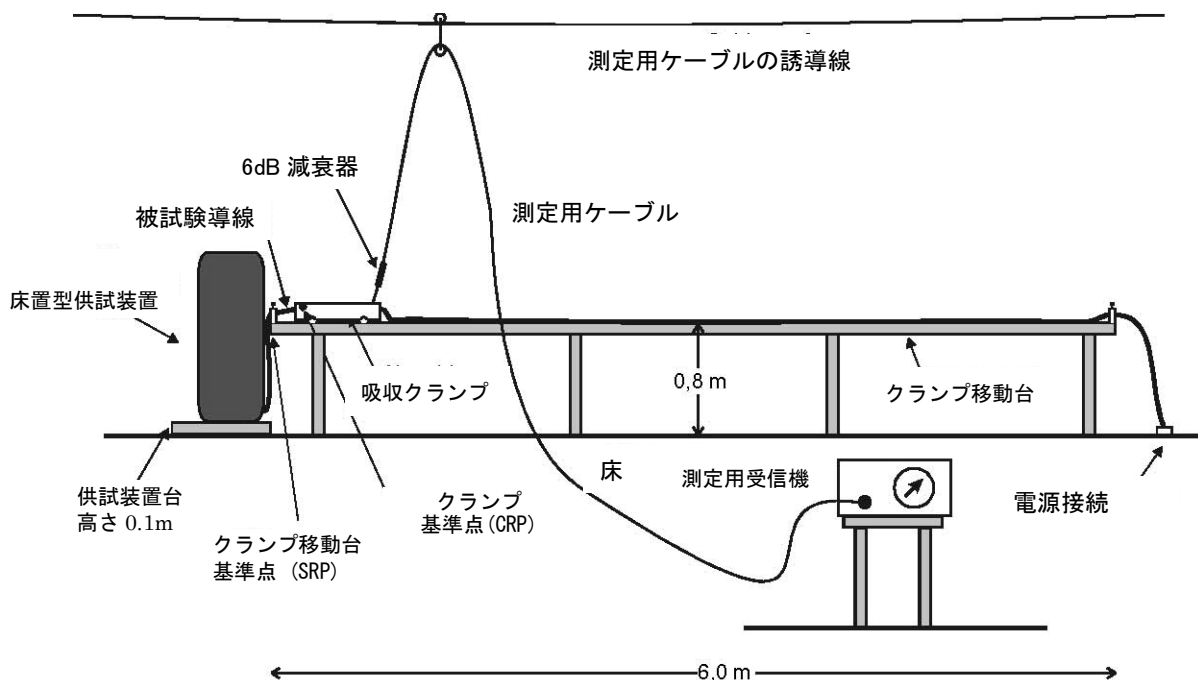 測定用ケーブルの誘導線
6dB 減衰器
測定用ケーブル
被試験導線
床置型供試装置
0,8 m
吸収クランプ
クランプ移動台
床
測定用受信機
供試装置台
高さ 0.1m
クランプ
基準点(CRP)
電源接続
クランプ移動台
基準点 (SRP)
6.0 m